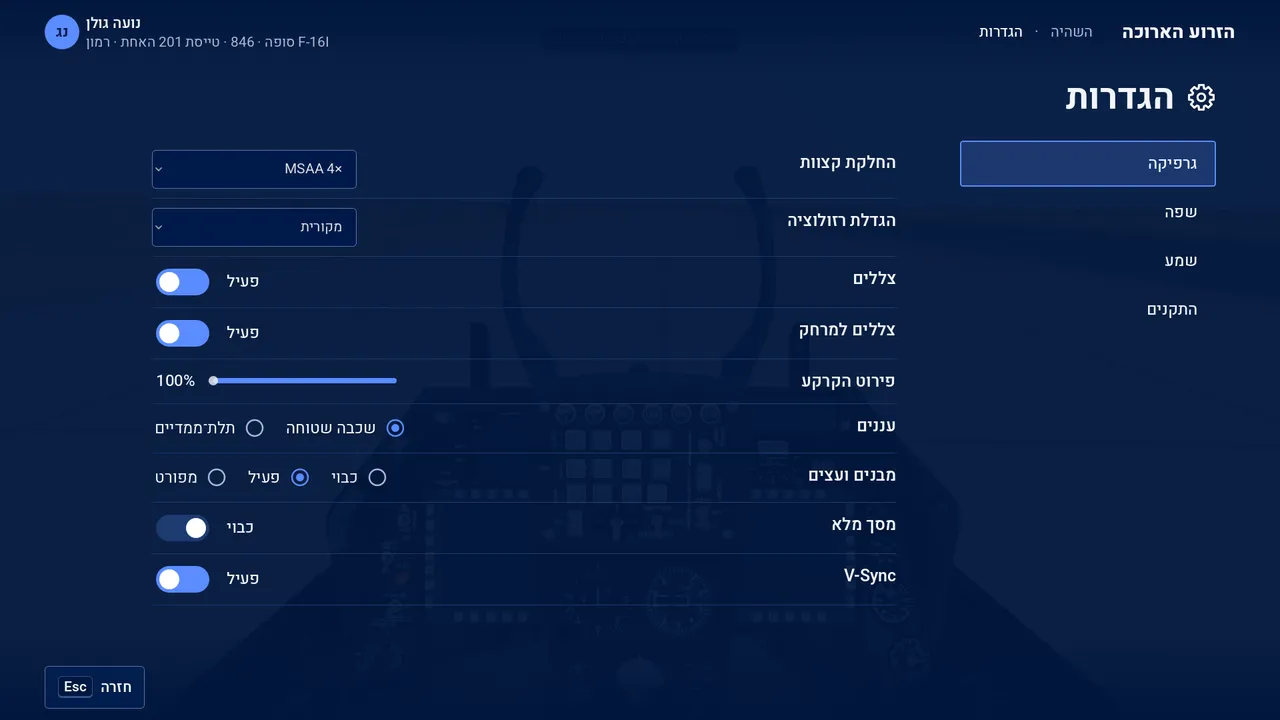 הזרוע הארוכה
השהיה · הגדרות
נועה גולן
F-16I סופה · 846 · טייסת 201 האחת · רמון
נג
הגדרות
גרפיקה
שפה
שמע
התקנים
החלקת קצוות
MSAA 4×
הגדלת רזולוציה
מקורית
צללים
פעיל
צללים למרחק
פעיל
פירוט הקרקע
100%
עננים
שכבה שטוחה
תלת־ממדיים
מבנים ועצים
כבוי
פעיל
מפורט
מסך מלא
כבוי
V-Sync
פעיל
חזרה Esc